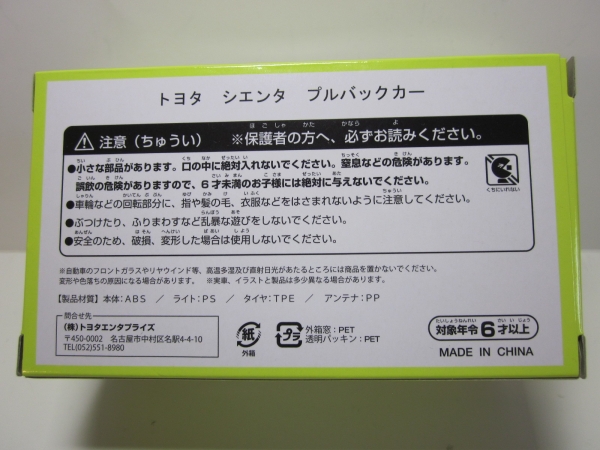 トヨタ シエンタ プルバックカー
注意(ちゅうい) ※保護者の方へ、必ずお読みください。
●小さな部品があります。口の中に絶対入れないでください。窒息などの危険があります。
誤飲の危険がありますので、6才未満のお子様には絶対に与えないでください。
くちにいれない
●車輪などの回転部分に、指や髪の毛、衣服などをはさまれないように注意してください。
●ぶつけたり、ふりまわすなど乱暴な遊びをしないでください。
●安全のため、破損、変形した場合は使用しないでください。
※自動車のフロントガラスやリヤウインド等、高温多湿及び直射日光があたるところには商品を置かないでください。
変形や色落ちの原因になる場合があります。 ※実車、イラストと製品は多少異なる場合があります。
【製品材質】本体:ABS / ライト:PS / タイヤ:TPE / アンテナ:PP
問合せ先
(株)トヨタエンタプライズ
〒450-0002 名古屋市中村区名駅4-4-10
TEL(052)551-8980
紙
外箱
プラ
外箱窓:PET
透明パッキン:PET
対象年令6才以上
MADE IN CHINA